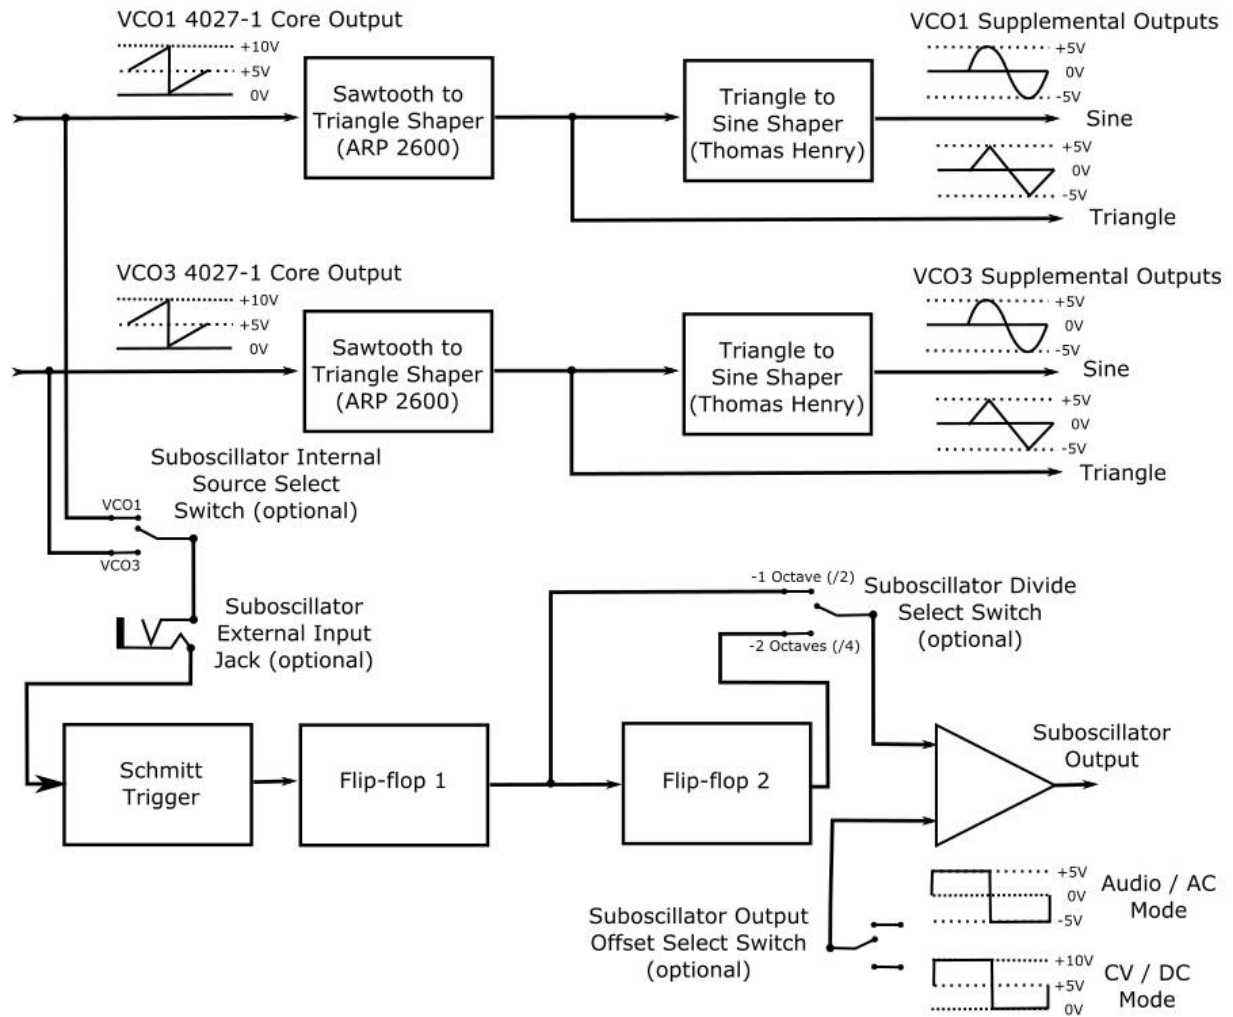 VCO1 4027-1 Core Output
+10V
+5V
0V
Sawtooth to
Triangle Shaper
(ARP 2600)
Triangle to
Sine Shaper
(Thomas Henry)
VCO1 Supplemental Outputs
+5V
0V
-5V
Sine
+5V
0V
-5V
Triangle
VCO3 4027-1 Core Output
+10V
+5V
0V
Sawtooth to
Triangle Shaper
(ARP 2600)
Triangle to
Sine Shaper
(Thomas Henry)
VCO3 Supplemental Outputs
+5V
0V
-5V
Sine
+5V
0V
-5V
Triangle
Suboscillator Internal
Source Select
Switch (optional)
VCO1
VCO3
Suboscillator
External Input
Jack (optional)
-1 Octave (/2)
-2 Octaves (/4)
Suboscillator Divide
Select Switch
(optional)
Schmitt
Trigger
Flip-flop 1
Flip-flop 2
Suboscillator
Output
Suboscillator Output
Offset Select Switch
(optional)
+5V
0V
-5V
Audio / AC
Mode
+10V
+5V
0V
CV / DC
Mode